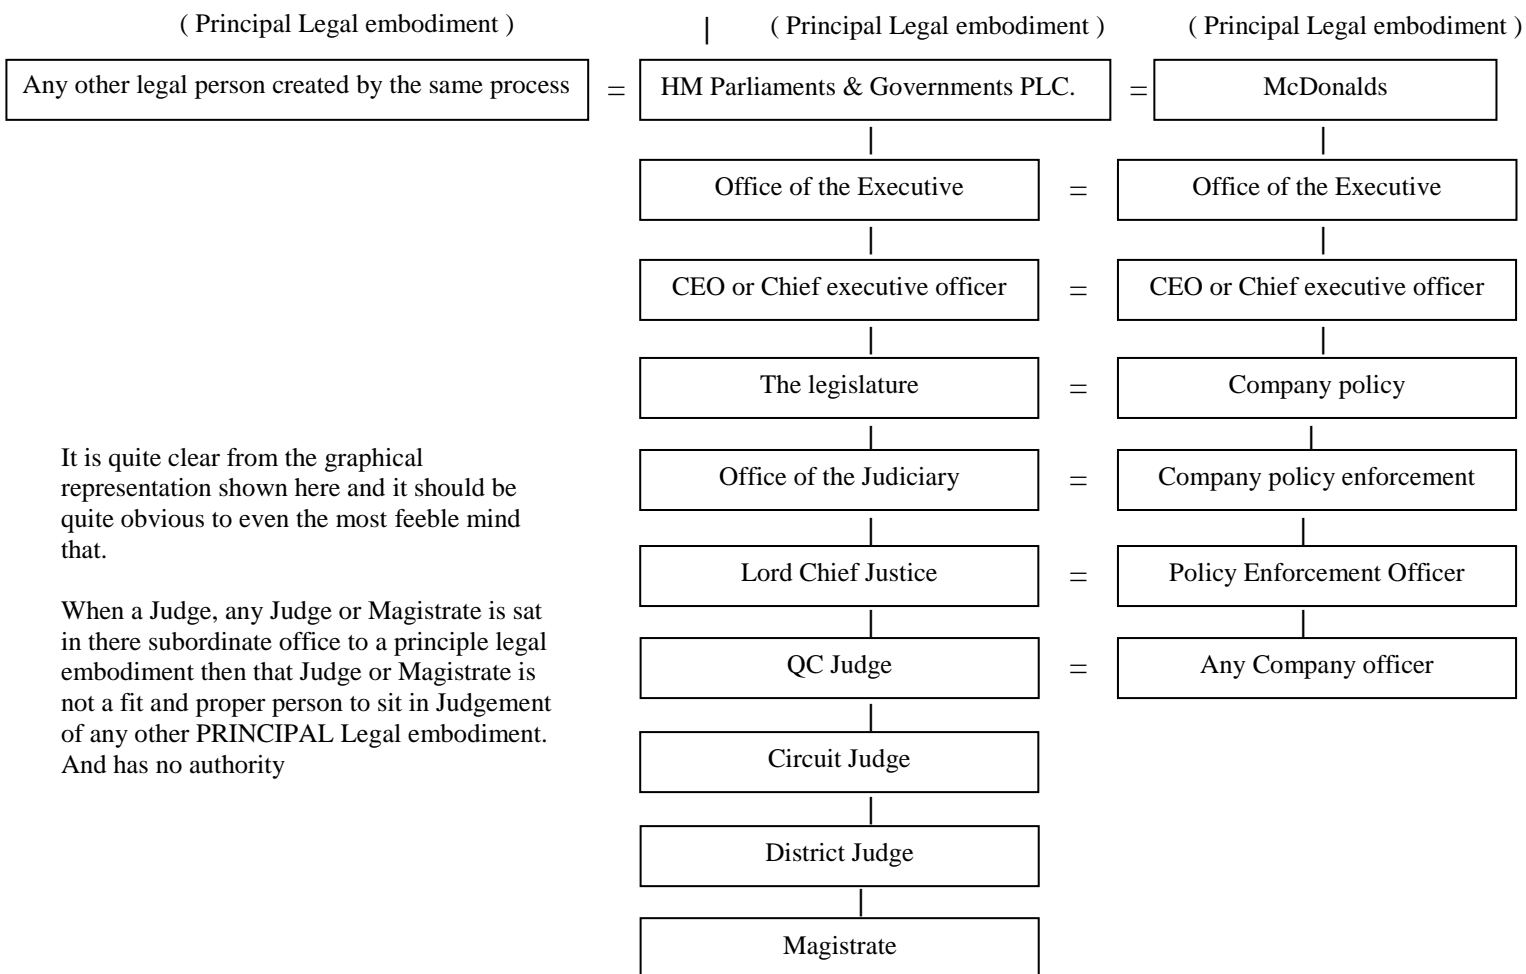 ( Principal Legal embodiment ) | ( Principal Legal embodiment ) ( Principal Legal embodiment )
Any other legal person created by the same process = HM Parliaments & Governments PLC. = McDonalds
Office of the Executive = Office of the Executive
CEO or Chief executive officer = CEO or Chief executive officer
The legislature = Company policy
Office of the Judiciary = Company policy enforcement
Lord Chief Justice = Policy Enforcement Officer
QC Judge = Any Company officer
Circuit Judge
District Judge
Magistrate
It is quite clear from the graphical
representation shown here and it should be
quite obvious to even the most feeble mind
that.
When a Judge, any Judge or Magistrate is sat
in there subordinate office to a principle legal
embodiment then that Judge or Magistrate is
not a fit and proper person to sit in Judgement
of any other PRINCIPAL Legal embodiment.
And has no authority